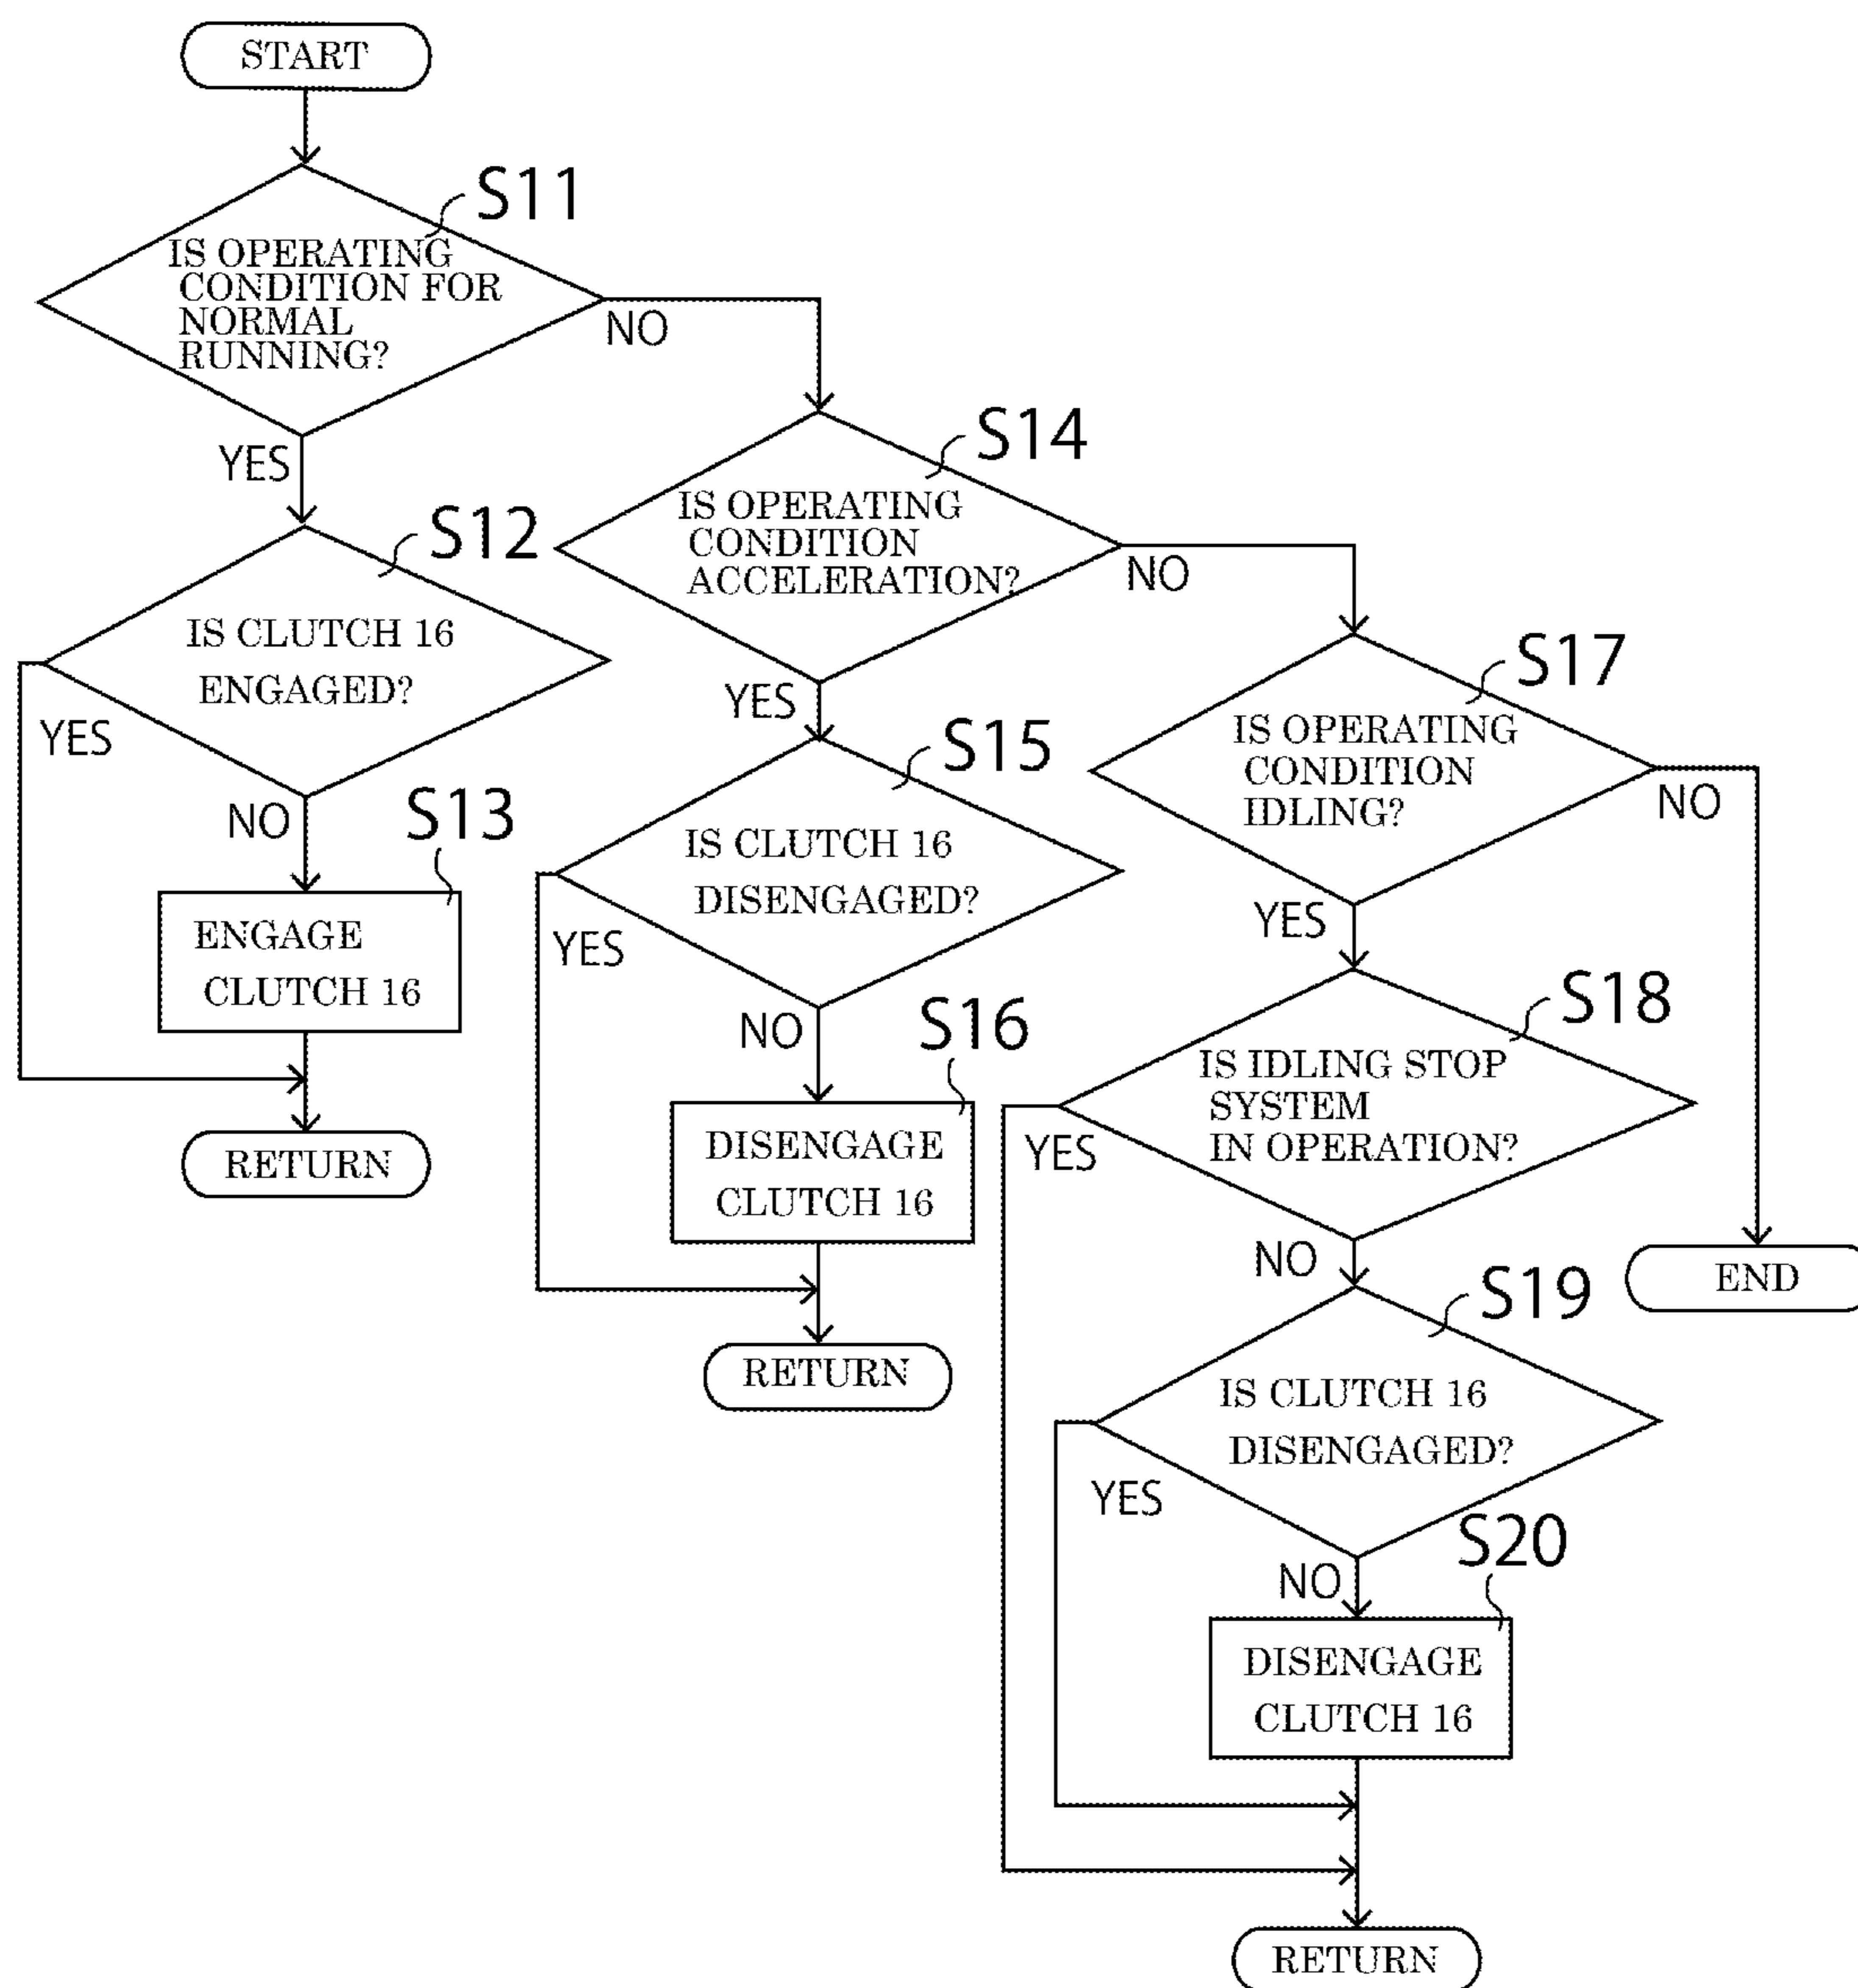 START
S11
IS OPERATING
CONDITION FOR
NORMAL
RUNNING?
NO
YES
S12
IS CLUTCH 16
ENGAGED?
YES
NO
S13
ENGAGE
CLUTCH 16
RETURN
S14
IS OPERATING
CONDITION
ACCELERATION?
NO
YES
S15
IS CLUTCH 16
DISENGAGED?
YES
NO
S16
DISENGAGE
CLUTCH 16
RETURN
S17
IS OPERATING
CONDITION
IDLING?
NO
YES
S18
IS IDLING STOP
SYSTEM
IN OPERATION?
YES
NO
END
S19
IS CLUTCH 16
DISENGAGED?
YES
NO
S20
DISENGAGE
CLUTCH 16
RETURN